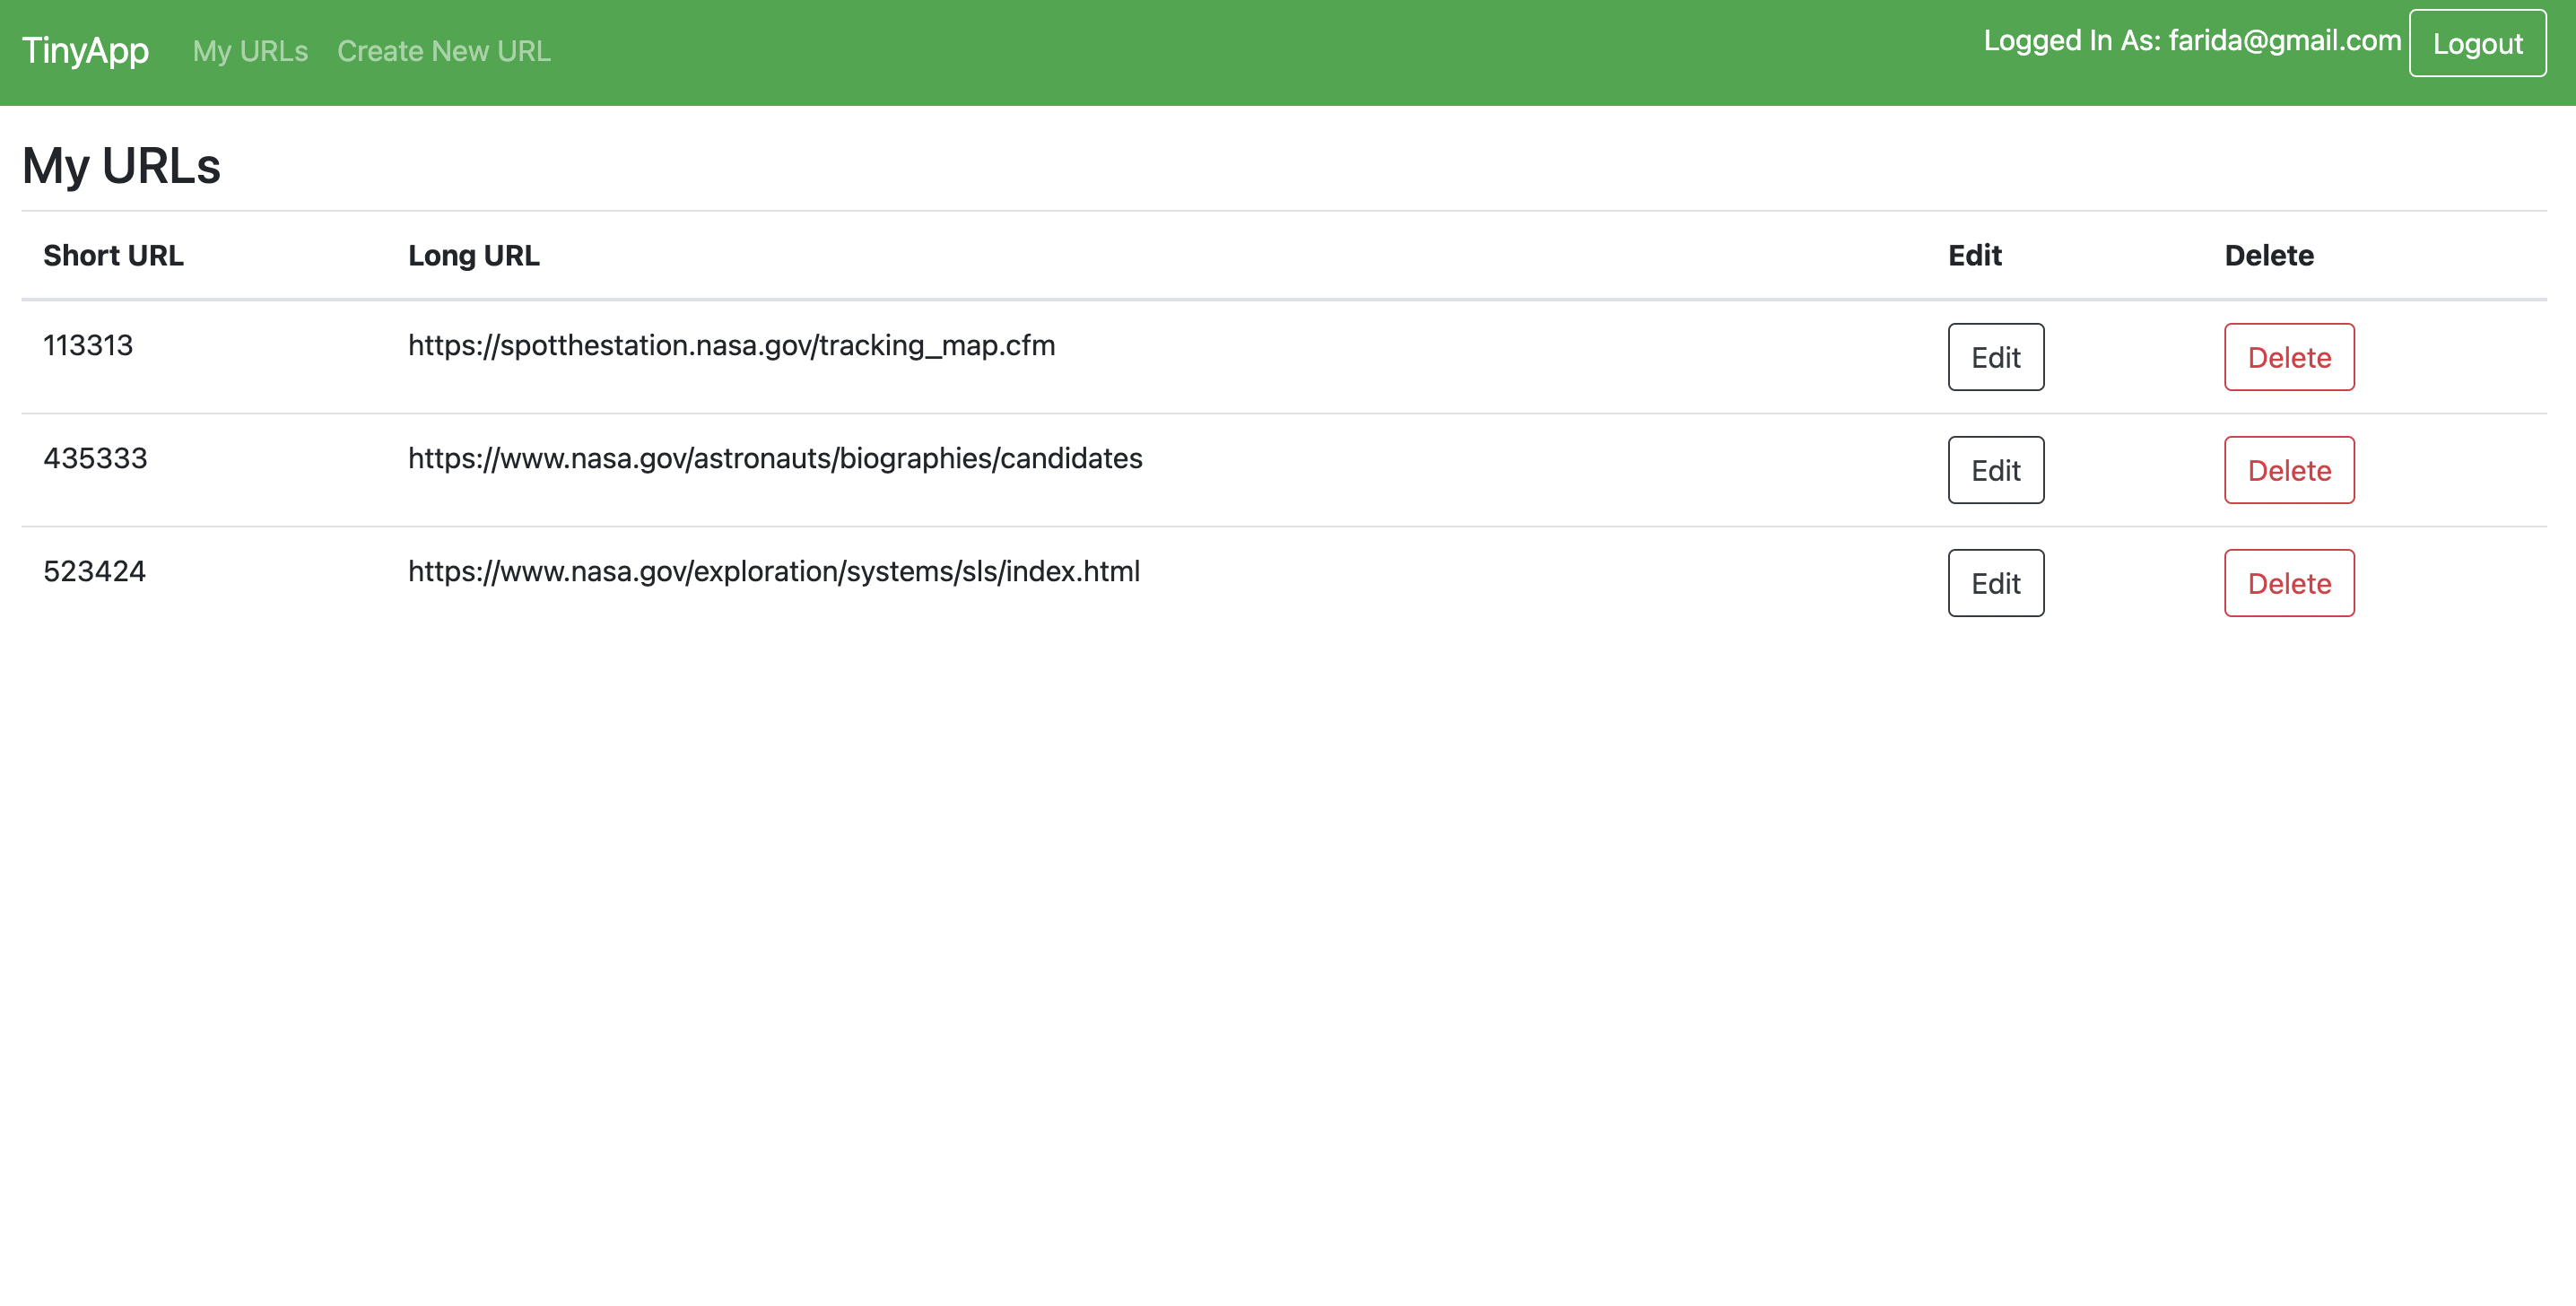 TinyApp My URLs Create New URL Logged In As: farida@gmail.com Logout
My URLs
Short URL Long URL Edit Delete
113313 https://spotthestation.nasa.gov/tracking_map.cfm Edit Delete
435333 https://www.nasa.gov/astronauts/biographies/candidates Edit Delete
523424 https://www.nasa.gov/exploration/systems/sls/index.html Edit Delete